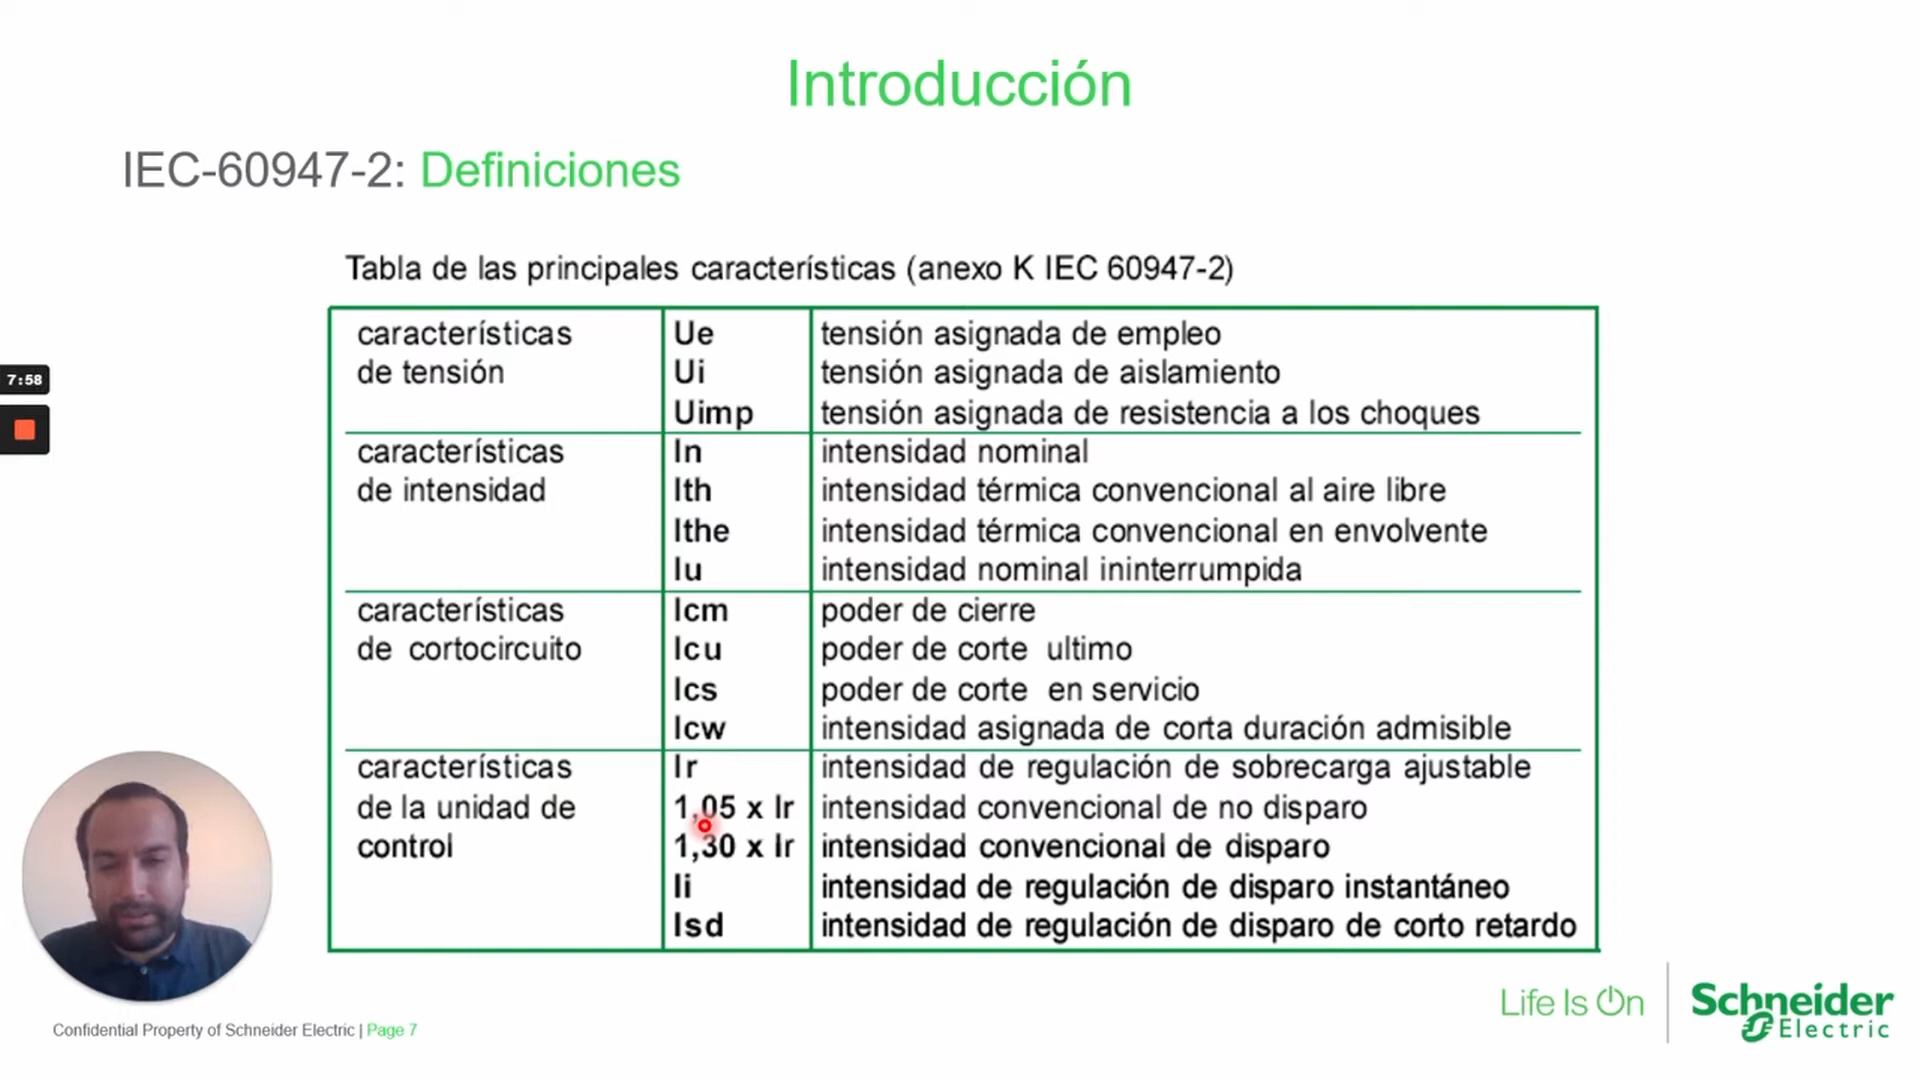 Introducción
IEC-60947-2: Definiciones
Tabla de las principales características (anexo K IEC 60947-2)
características Ue tensión asignada de empleo
de tensión Ui tensión asignada de aislamiento
Uimp tensión asignada de resistencia a los choques
características In intensidad nominal
de intensidad Ith intensidad térmica convencional al aire libre
Ithe intensidad térmica convencional en envolvente
Iu intensidad nominal ininterrumpida
características Icm poder de cierre
de cortocircuito Icu poder de corte ultimo
Ics poder de corte en servicio
Icw intensidad asignada de corta duración admisible
características Ir intensidad de regulación de sobrecarga ajustable
de la unidad de 1,05 x Ir intensidad convencional de no disparo
control 1,30 x Ir intensidad convencional de disparo
Ii intensidad de regulación de disparo instantáneo
Isd intensidad de regulación de disparo de corto retardo
7:58
Confidential Property of Schneider Electric | Page 7
Life Is On
Schneider
Electric